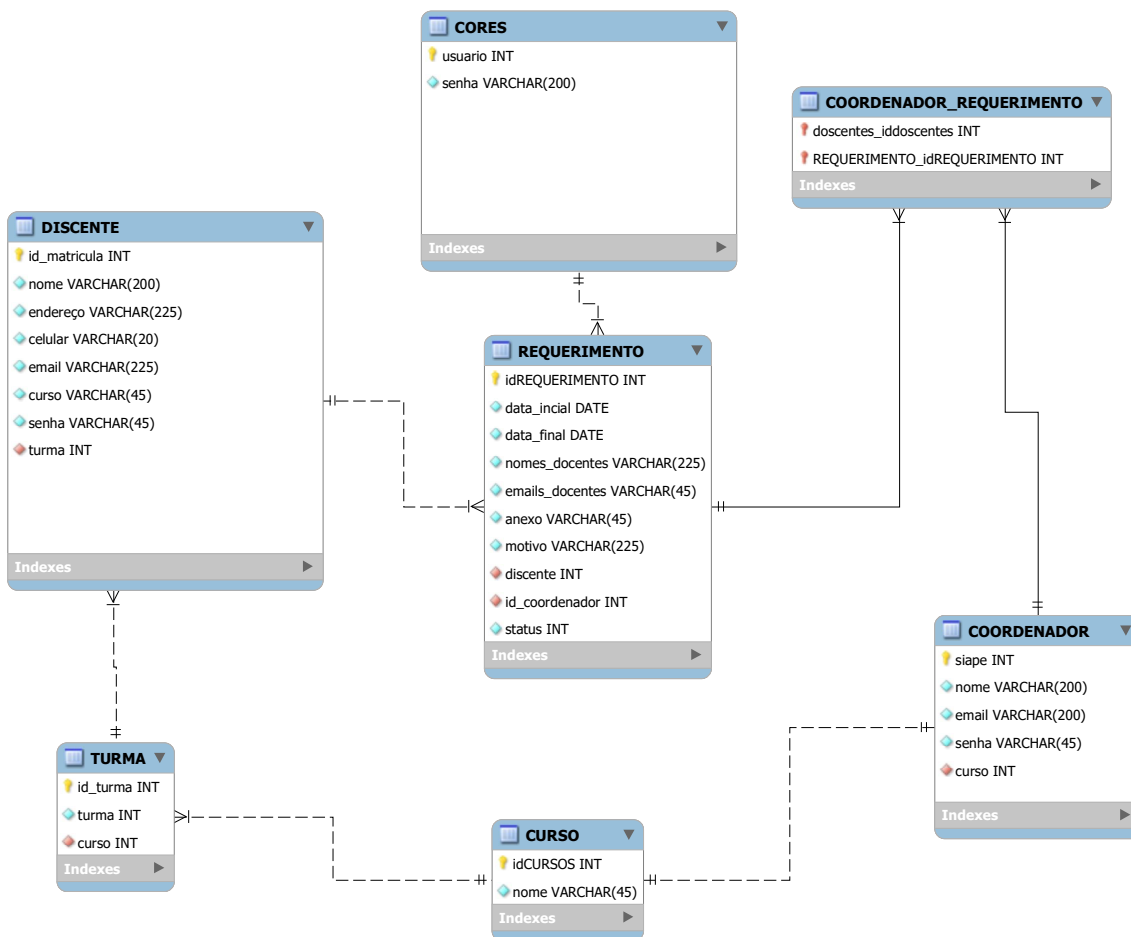 CORES
usuario INT
senha VARCHAR(200)
Indexes
COORDENADOR_REQUERIMENTO
doscentes_iddoscentes INT
REQUERIMENTO_idREQUERIMENTO INT
Indexes
DISCENTE
id_matricula INT
nome VARCHAR(200)
endereço VARCHAR(225)
celular VARCHAR(20)
email VARCHAR(225)
curso VARCHAR(45)
senha VARCHAR(45)
turma INT
Indexes
REQUERIMENTO
idREQUERIMENTO INT
data_incial DATE
data_final DATE
nomes_docentes VARCHAR(225)
emails_docentes VARCHAR(45)
anexo VARCHAR(45)
motivo VARCHAR(225)
discente INT
id_coordenador INT
status INT
Indexes
COORDENADOR
siape INT
nome VARCHAR(200)
email VARCHAR(200)
senha VARCHAR(45)
curso INT
Indexes
TURMA
id_turma INT
turma INT
curso INT
Indexes
CURSO
idCURSOS INT
nome VARCHAR(45)
Indexes